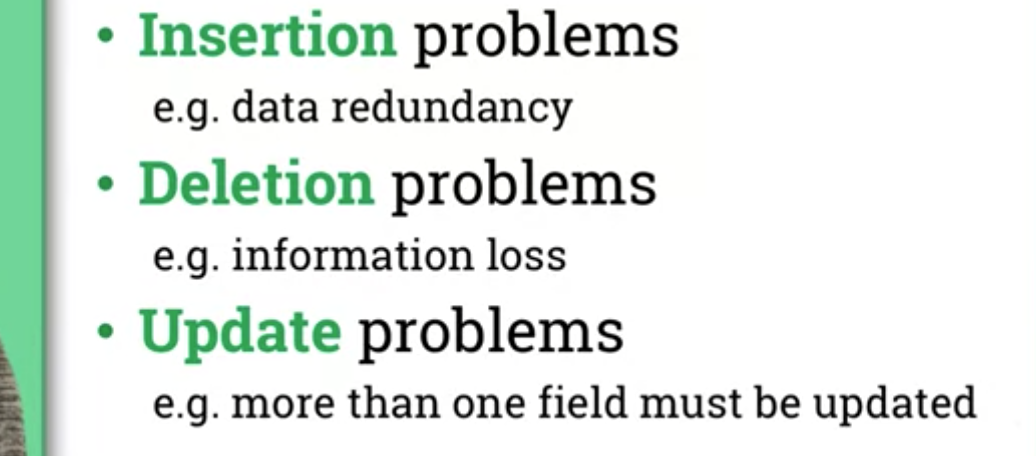 • Insertion problems
e.g. data redundancy
• Deletion problems
e.g. information loss
• Update problems
e.g. more than one field must be updated